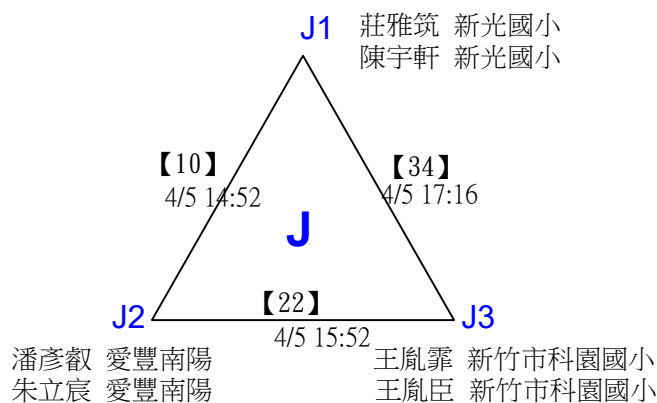 J1 莊雅筑 新光國小
陳宇軒 新光國小
【10】 【34】
4/5 14:52 4/5 17:16
J
【22】
J2 J3
4/5 15:52
潘彥叡 愛豐南陽 王胤霏 新竹市科園國小
朱立宸 愛豐南陽 王胤臣 新竹市科園國小